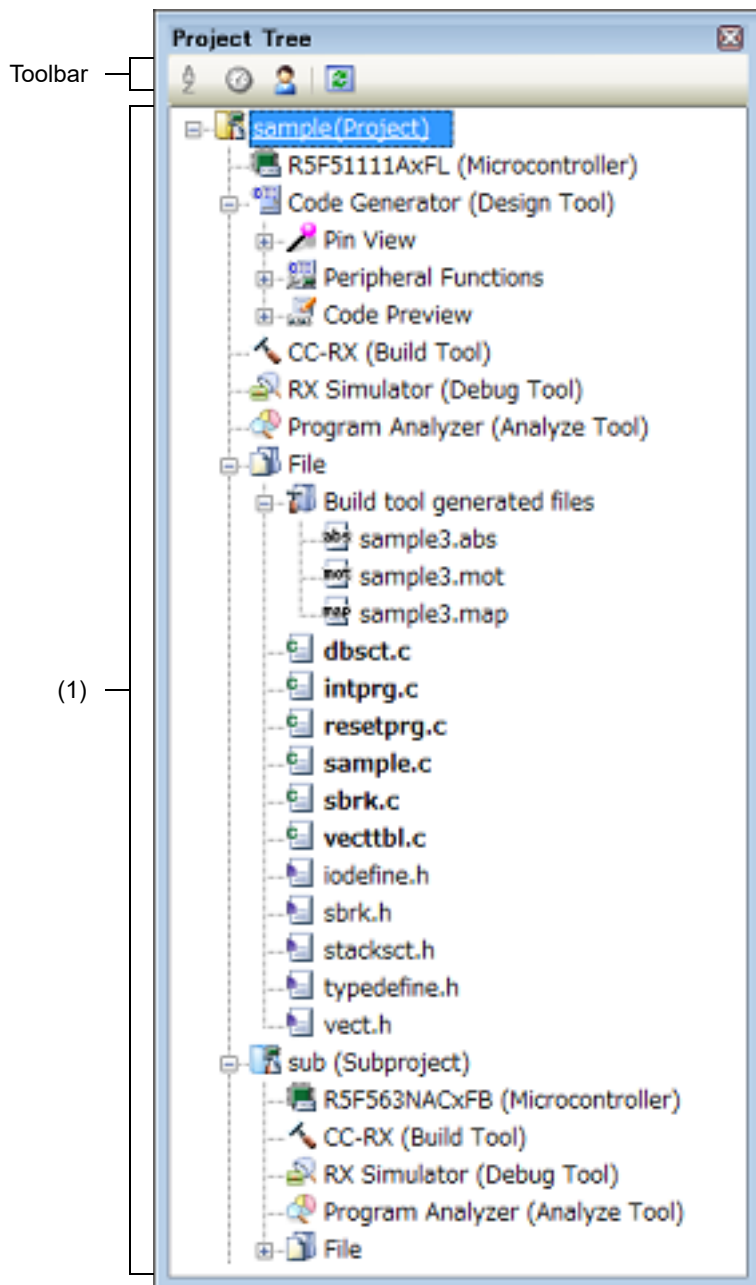 Project Tree
Toolbar
sample(Project)
R5F51111AxFL (Microcontroller)
Code Generator (Design Tool)
Pin View
Peripheral Functions
Code Preview
CC-RX (Build Tool)
RX Simulator (Debug Tool)
Program Analyzer (Analyze Tool)
File
Build tool generated files
abs sample3.abs
mot sample3.mot
map sample3.map
dbsct.c
intprg.c
resetprg.c
(1)
sample.c
sbrk.c
vecttbl.c
iodefine.h
sbrk.h
stacksct.h
typedefine.h
vect.h
sub (Subproject)
R5F563NACxFB (Microcontroller)
CC-RX (Build Tool)
RX Simulator (Debug Tool)
Program Analyzer (Analyze Tool)
File